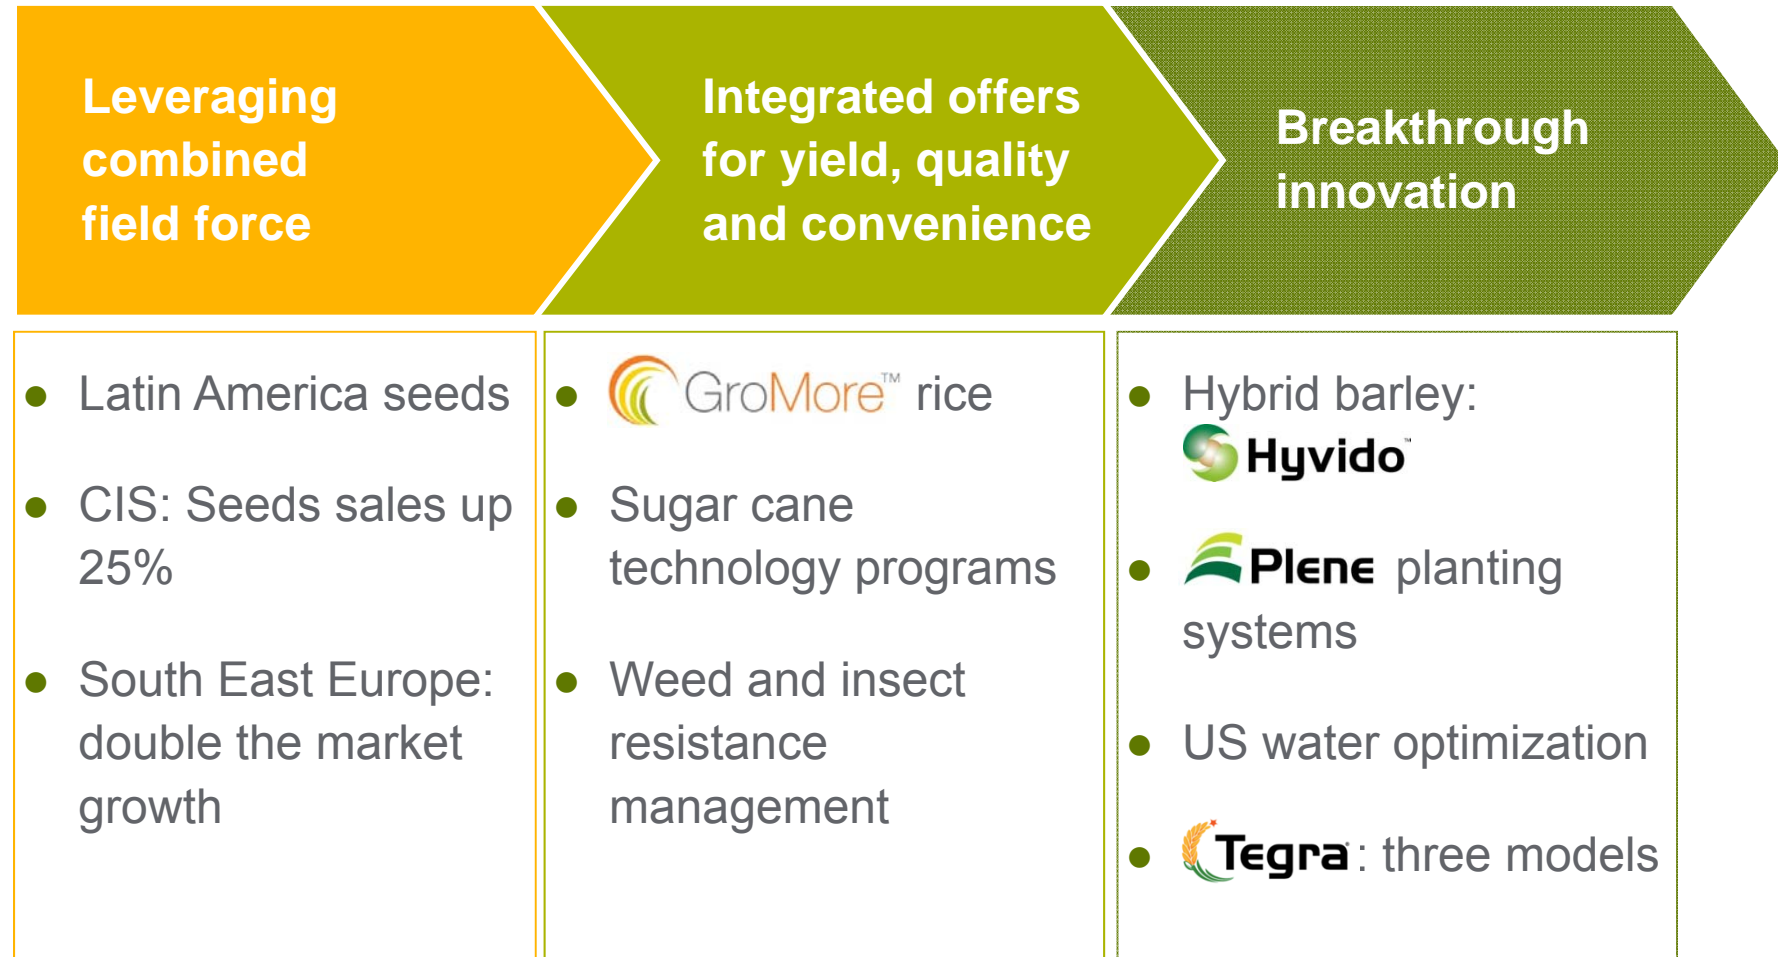 Leveraging
combined
field force
Integrated offers
for yield, quality
and convenience
Breakthrough
innovation
● Latin America seeds
● CIS: Seeds sales up
25%
● South East Europe:
double the market
growth
● GroMore™ rice
● Sugar cane
technology programs
● Weed and insect
resistance
management
● Hybrid barley:
Hyvido™
● Plene planting
systems
● US water optimization
● Tegra: three models